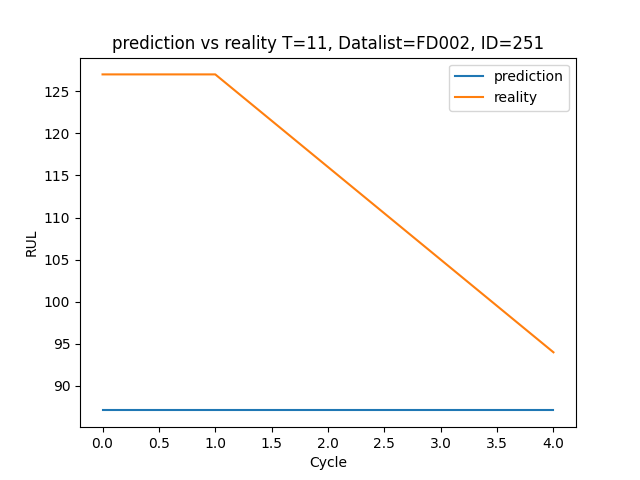 prediction vs reality T=11, Datalist=FD002, ID=251
prediction
reality
125
120
115
110
105
100
95
90
RUL
0.0 0.5 1.0 1.5 2.0 2.5 3.0 3.5 4.0
Cycle